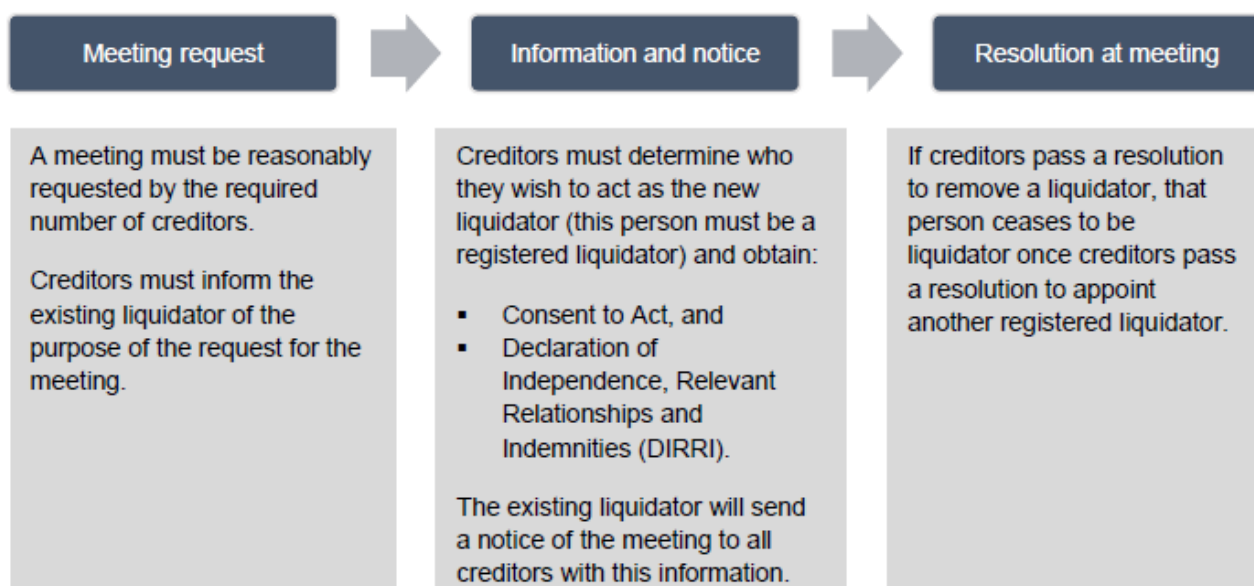 Meeting request
Information and notice
Resolution at meeting
A meeting must be reasonably
requested by the required
number of creditors.
Creditors must inform the
existing liquidator of the
purpose of the request for the
meeting.
Creditors must determine who
they wish to act as the new
liquidator (this person must be a
registered liquidator) and obtain:
▪ Consent to Act, and
▪ Declaration of
Independence, Relevant
Relationships and
Indemnities (DIRRI).
The existing liquidator will send
a notice of the meeting to all
creditors with this information.
If creditors pass a resolution
to remove a liquidator, that
person ceases to be
liquidator once creditors pass
a resolution to appoint
another registered liquidator.